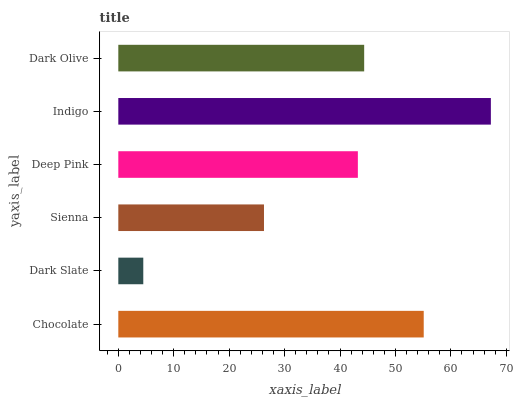 title
Dark Olive
Indigo
Deep Pink
Sienna
Dark Slate
Chocolate
yaxis_label
0 10 20 30 40 50 60 70
xaxis_label